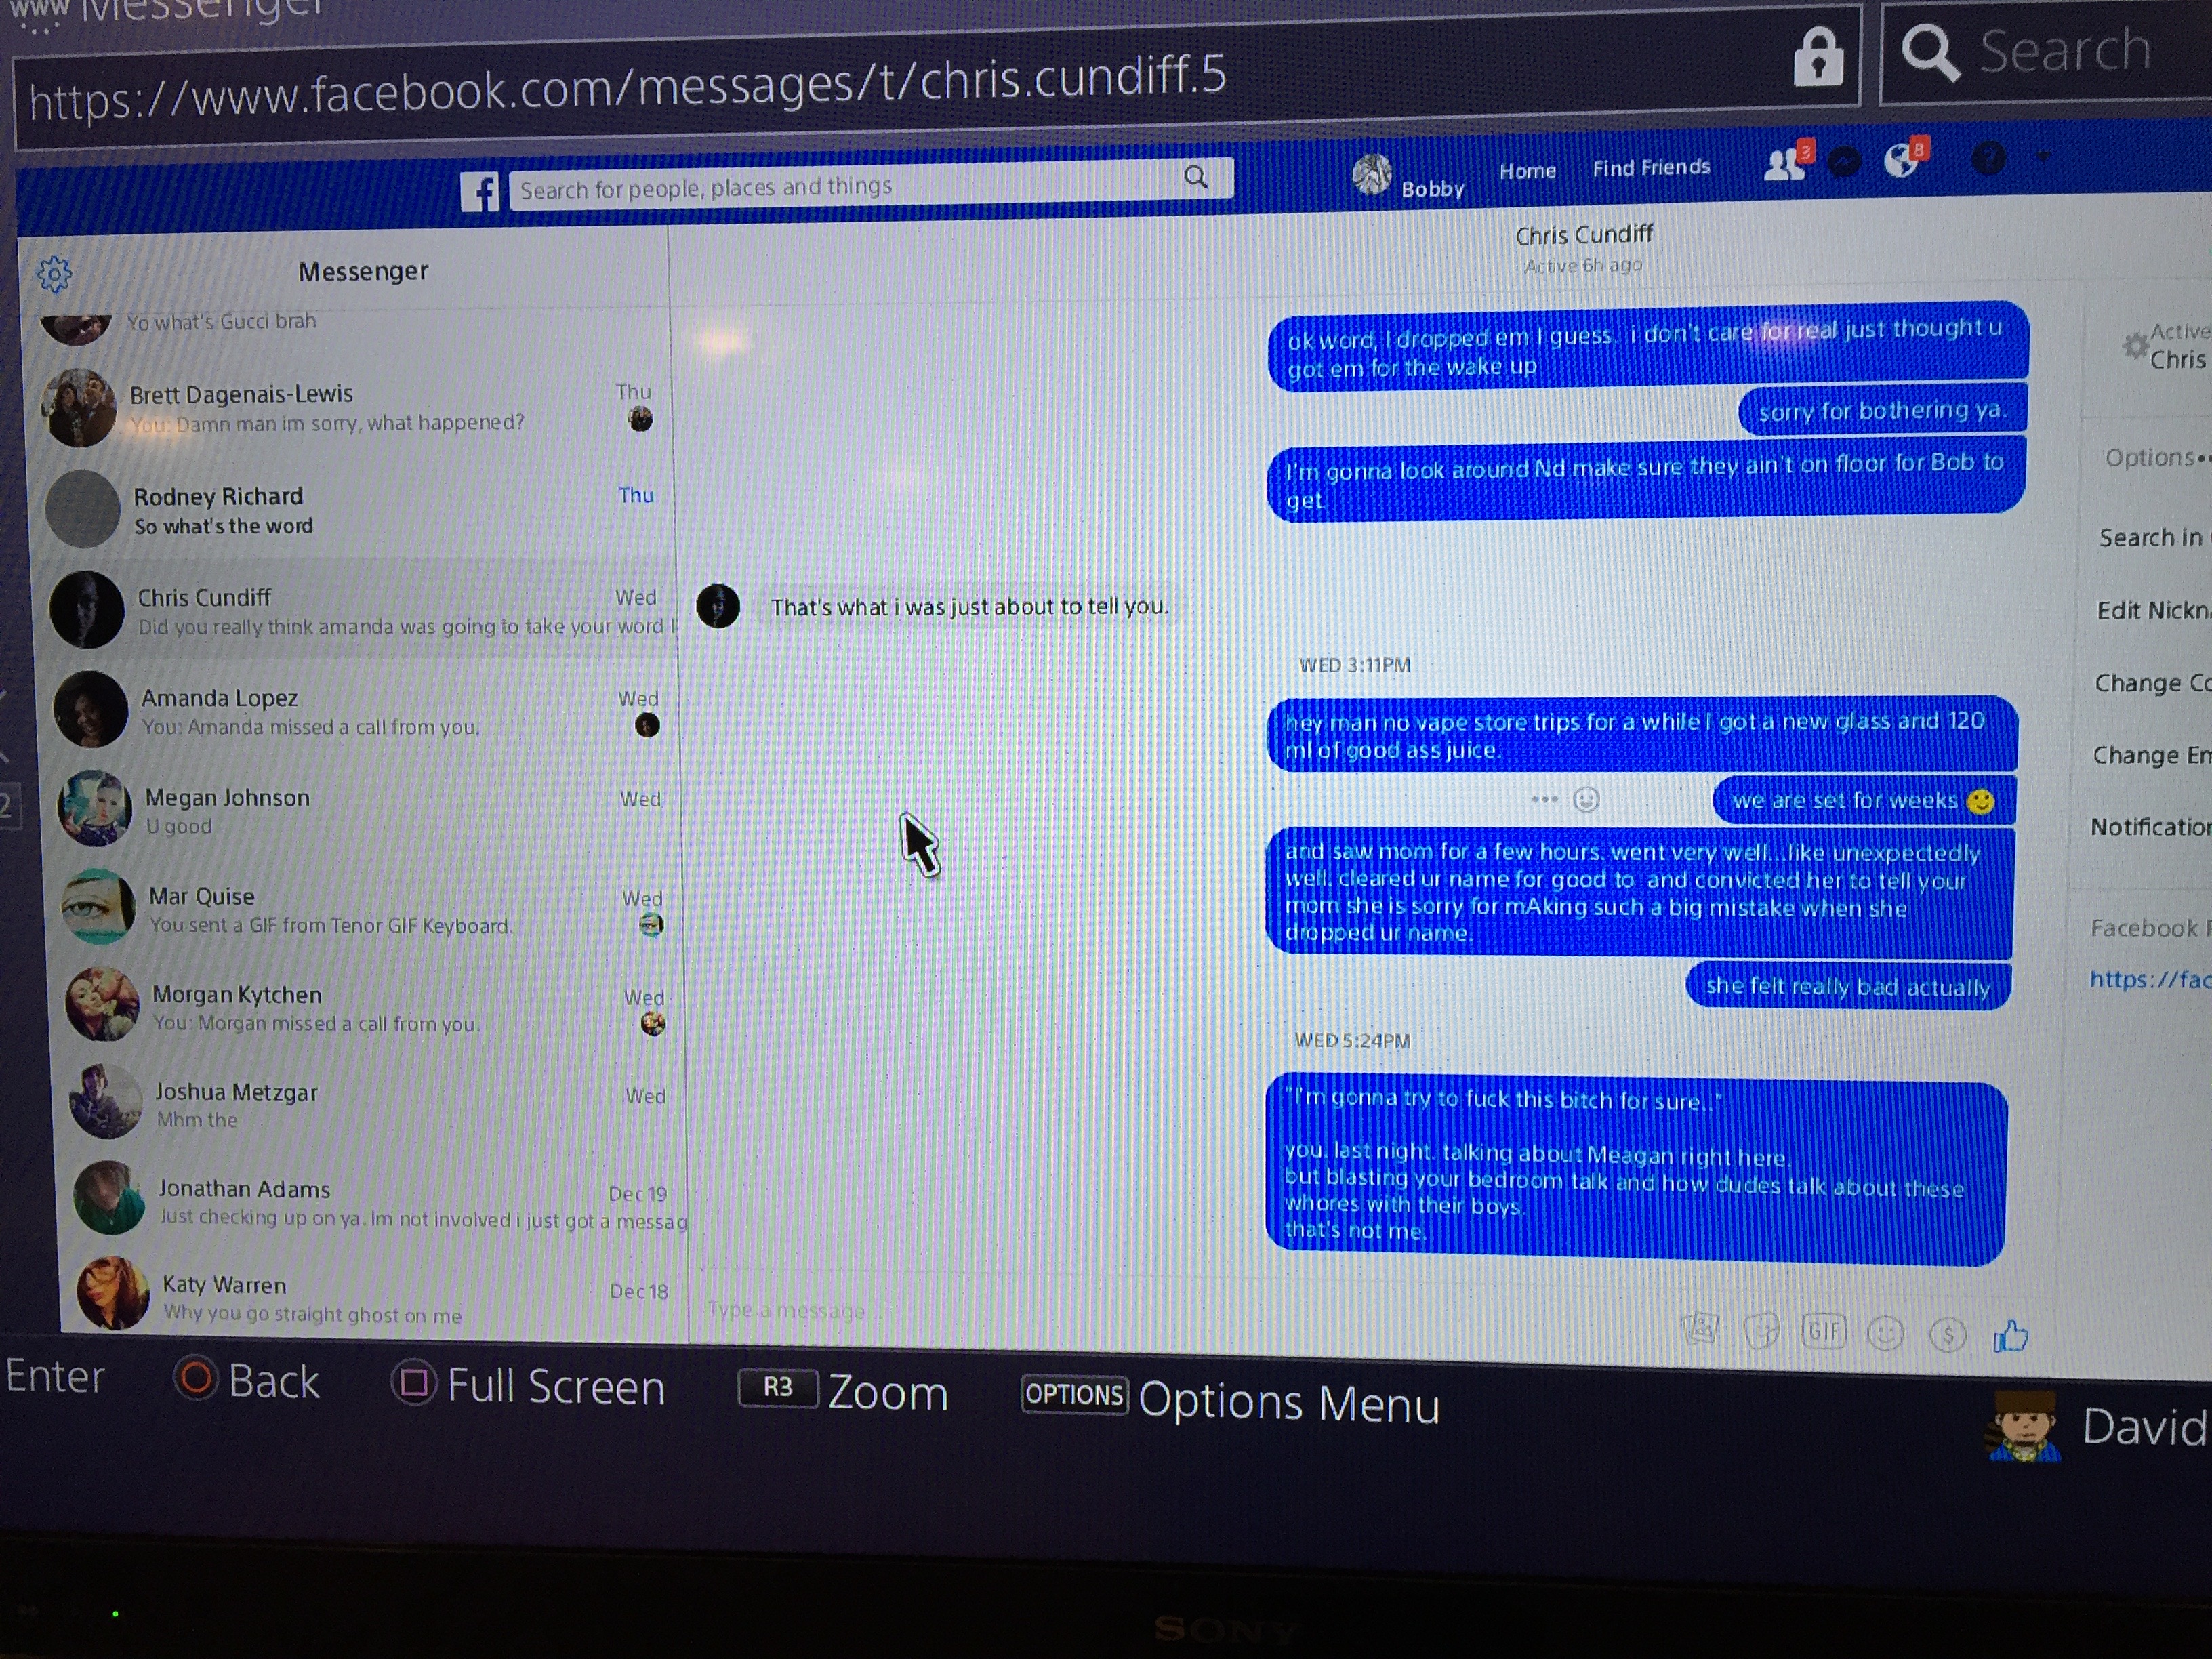 www Messenger
https://www.facebook.com/messages/t/chris.cundiff.5
Search
f
Search for people, places and things
Bobby
Home
Find Friends
3
8
?
Messenger
Yo what's Gucci brah
Brett Dagenais-Lewis
Thu
You: Damn man im sorry, what happened?
Rodney Richard
Thu
So what's the word
Chris Cundiff
Wed
Did you really think amanda was going to take your word
Amanda Lopez
Wed
You: Amanda missed a call from you.
Megan Johnson
Wed
U good
Mar Quise
Wed
You sent a GIF from Tenor GIF Keyboard.
Morgan Kytchen
Wed
You: Morgan missed a call from you.
Joshua Metzgar
Wed
Mhm the
Jonathan Adams
Dec 19
Just checking up on ya. Im not involved i just got a messag
Katy Warren
Dec 18
Why you go straight ghost on me
2
Chris Cundiff
Active 6h ago
ok word, I dropped em I guess. i don't care for real just thought u
got em for the wake up
sorry for bothering ya.
I'm gonna look around Nd make sure they ain't on floor for Bob to
get
That's what i was just about to tell you.
WED 3:11PM
hey man no vape store trips for a while I got a new glass and 120
ml of good ass juice.
we are set for weeks
and saw mom for a few hours. went very well...like unexpectedly
well. cleared ur name for good to and convicted her to tell your
mom she is sorry for mAking such a big mistake when she
dropped ur name.
she felt really bad actually
WED 5:24PM
"I'm gonna try to fuck this bitch for sure.."
you. last night. talking about Meagan right here.
but blasting your bedroom talk and how dudes talk about these
whores with their boys.
that's not me.
Type a message...
GIF
$
Active
Chris
Options
Search in
Edit Nickn
Change Co
Change Em
Notification
Facebook P
https://fac
Enter
Back
Full Screen
R3 Zoom
OPTIONS Options Menu
David
SONY